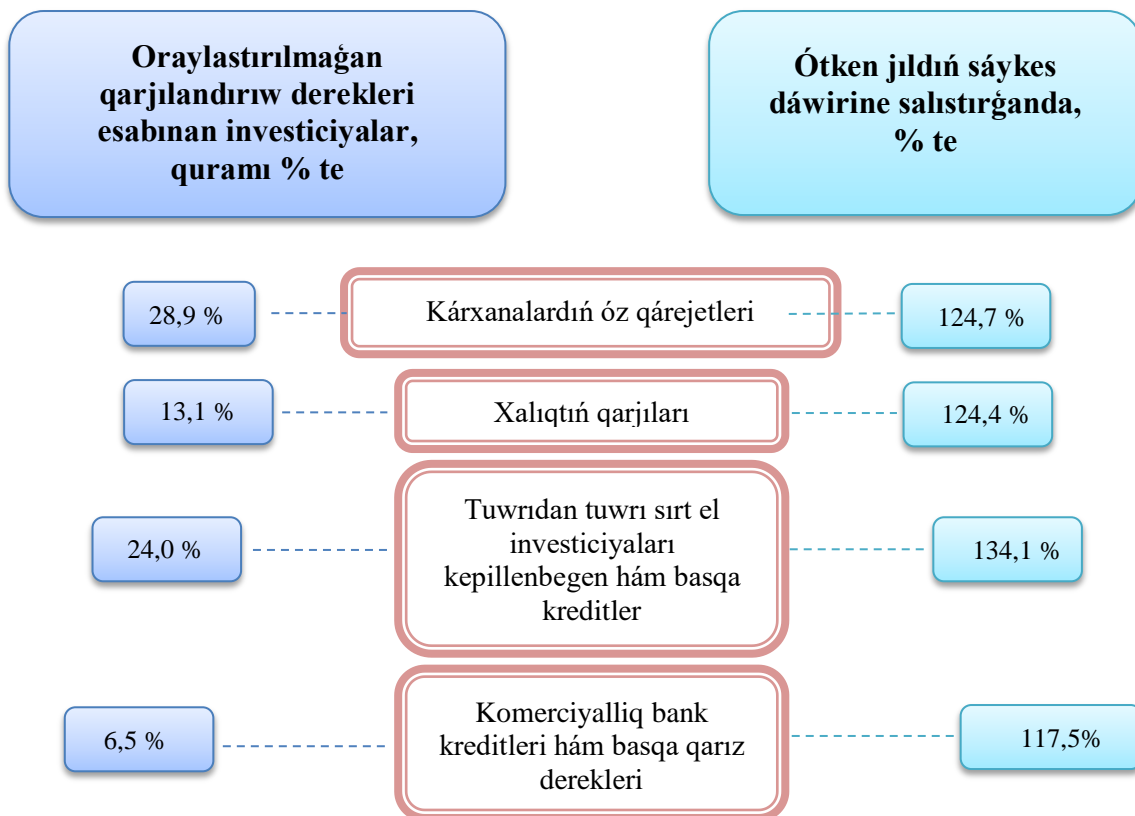 Oraylastırılmaģan
qarjılandırıw derekleri
esabınan investiciyalar,
quramı % te
Ótken jıldıń sáykes
dáwirine salıstırģanda,
% te
28,9 %
Kárxanalardıń óz qárejetleri
124,7 %
13,1 %
Xalıqtıń qarjıları
124,4 %
24,0 %
Tuwrıdan tuwrı sırt el
investiciyaları
kepillenbegen hám basqa
kreditler
134,1 %
6,5 %
Komerciyalliq bank
kreditleri hám basqa qarız
derekleri
117,5%